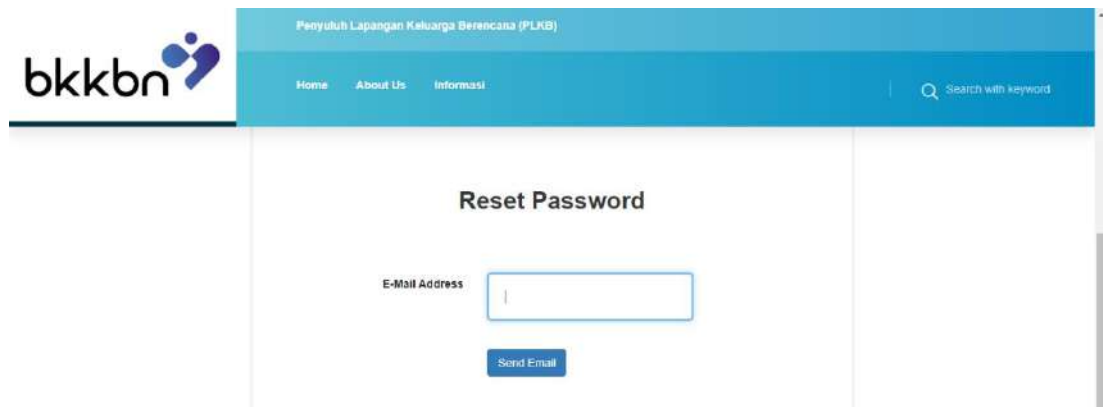 Penyuluh Lapangan Keluarga Berencana (PLKB)
bkkbn
Home About Us Informasi
Search with keyword
Reset Password
E-Mail Address
Send Email